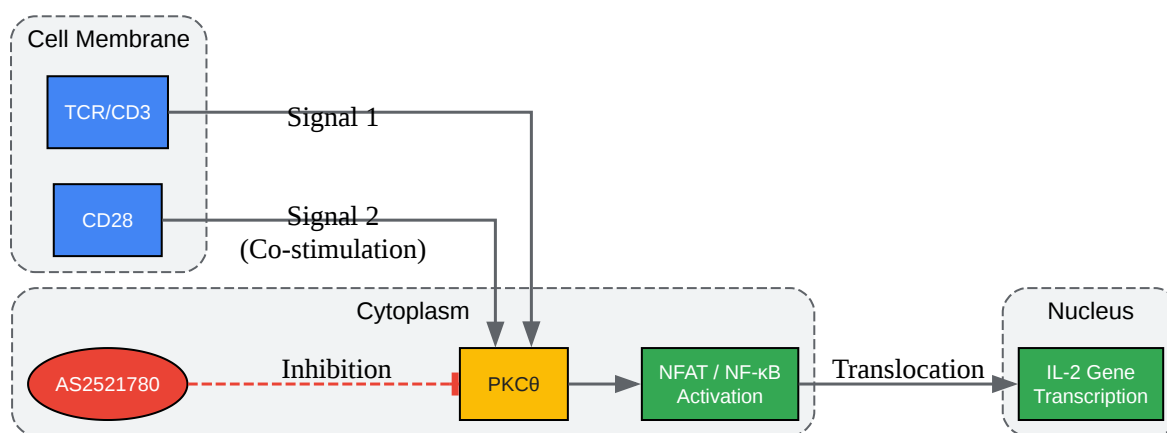 Cell Membrane
TCR/CD3
Signal 1
CD28
Signal 2
(Co-stimulation)
Cytoplasm
Nucleus
AS2521780
Inhibition
PKCθ
NFAT / NF-κB
Activation
Translocation
IL-2 Gene
Transcription